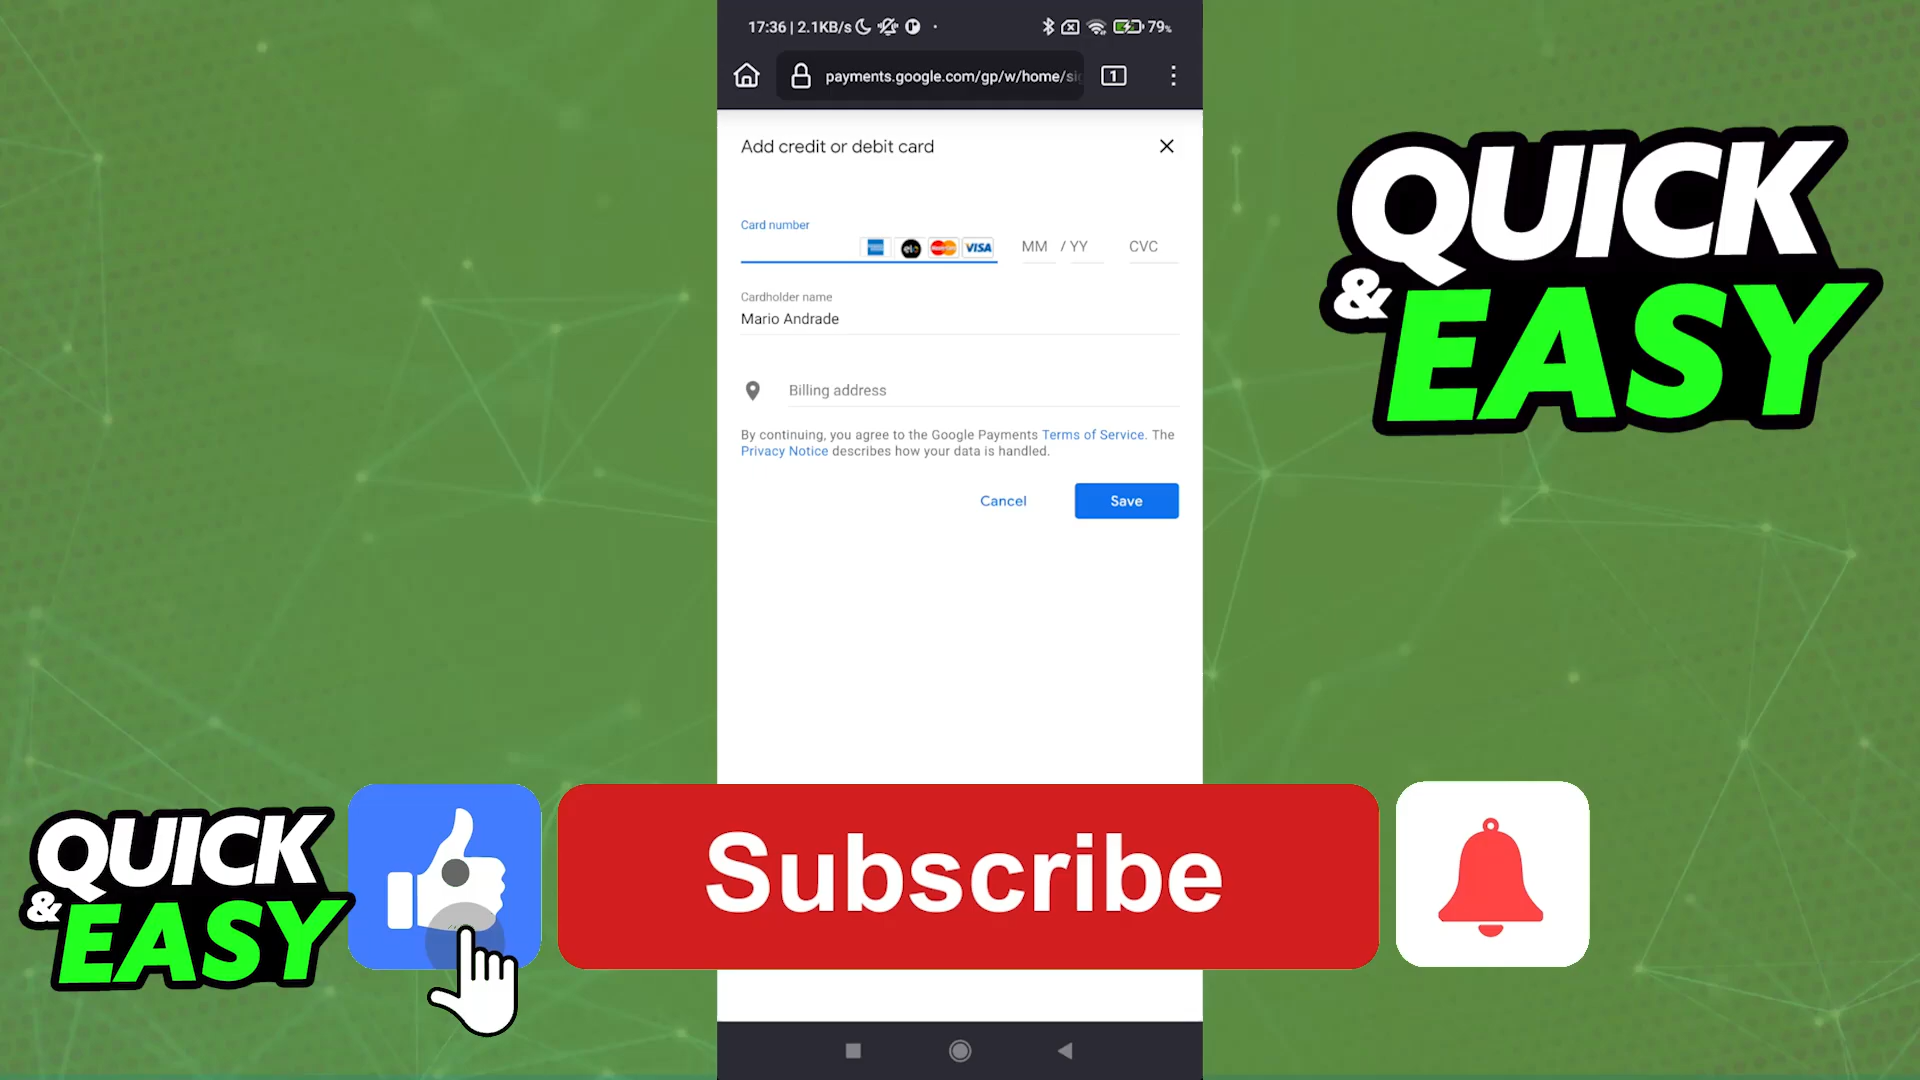 17:36 | 2.1KB/s
79%
payments.google.com/gp/w/home/si
1
Add credit or debit card
Card number
elo
MasterCard
VISA
MM / YY
CVC
Cardholder name
Mario Andrade
Billing address
By continuing, you agree to the Google Payments Terms of Service. The
Privacy Notice describes how your data is handled.
Cancel
Save
QUICK
& EASY
QUICK
& EASY
Subscribe